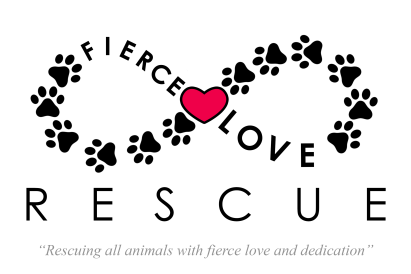 FIERCE
LOVE
RESCUE
“Rescuing all animals with fierce love and dedication”